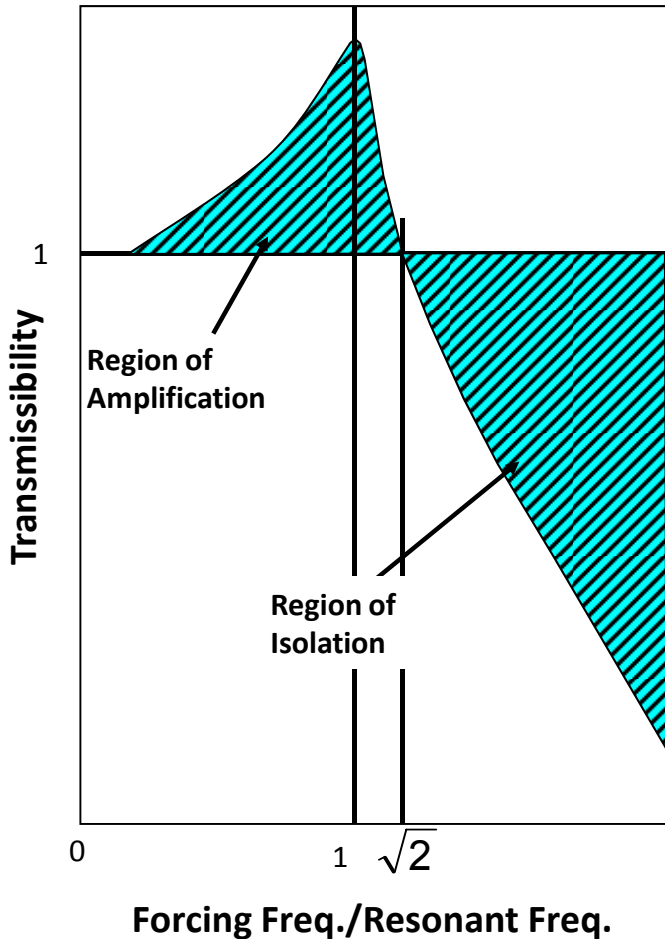 1
Transmissibility
Region of
Amplification
Region of
Isolation
0
1
√2
Forcing Freq./Resonant Freq.